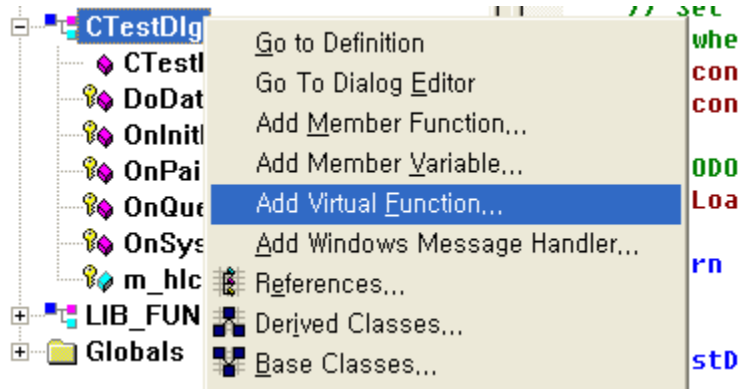 CTestDlg
CTestl
DoDat
OnInitl
OnPai
OnQue
OnSys
m_hIc
LIB_FUN
Globals
Go to Definition
Go To Dialog Editor
Add Member Function...
Add Member Variable...
Add Virtual Function...
Add Windows Message Handler...
References...
Derived Classes...
Base Classes...
// Set
whe
con
con
ODO
Loa
rn
stD